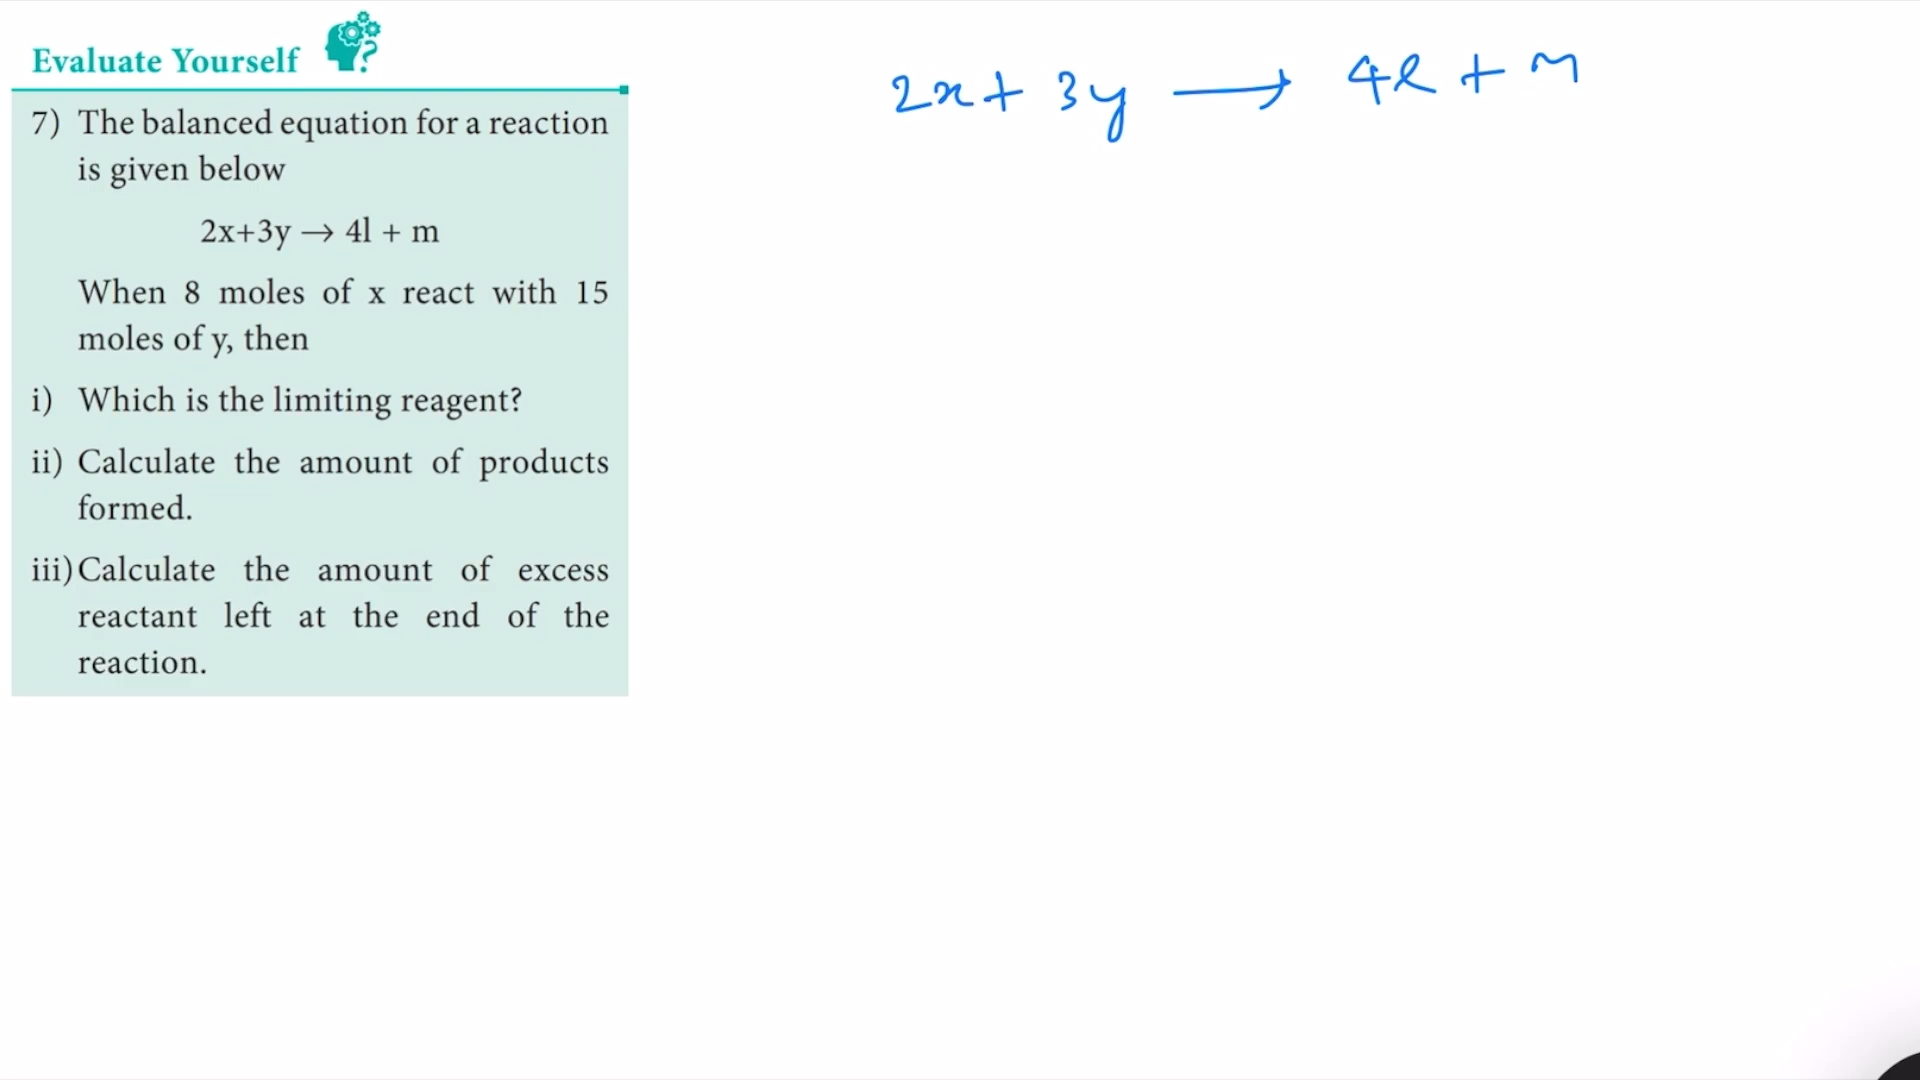 Evaluate Yourself
7) The balanced equation for a reaction
is given below
2x+3y → 4l + m
When 8 moles of x react with 15
moles of y, then
i) Which is the limiting reagent?
ii) Calculate the amount of products
formed.
iii) Calculate the amount of excess
reactant left at the end of the
reaction.
2x + 3y → 4l + m